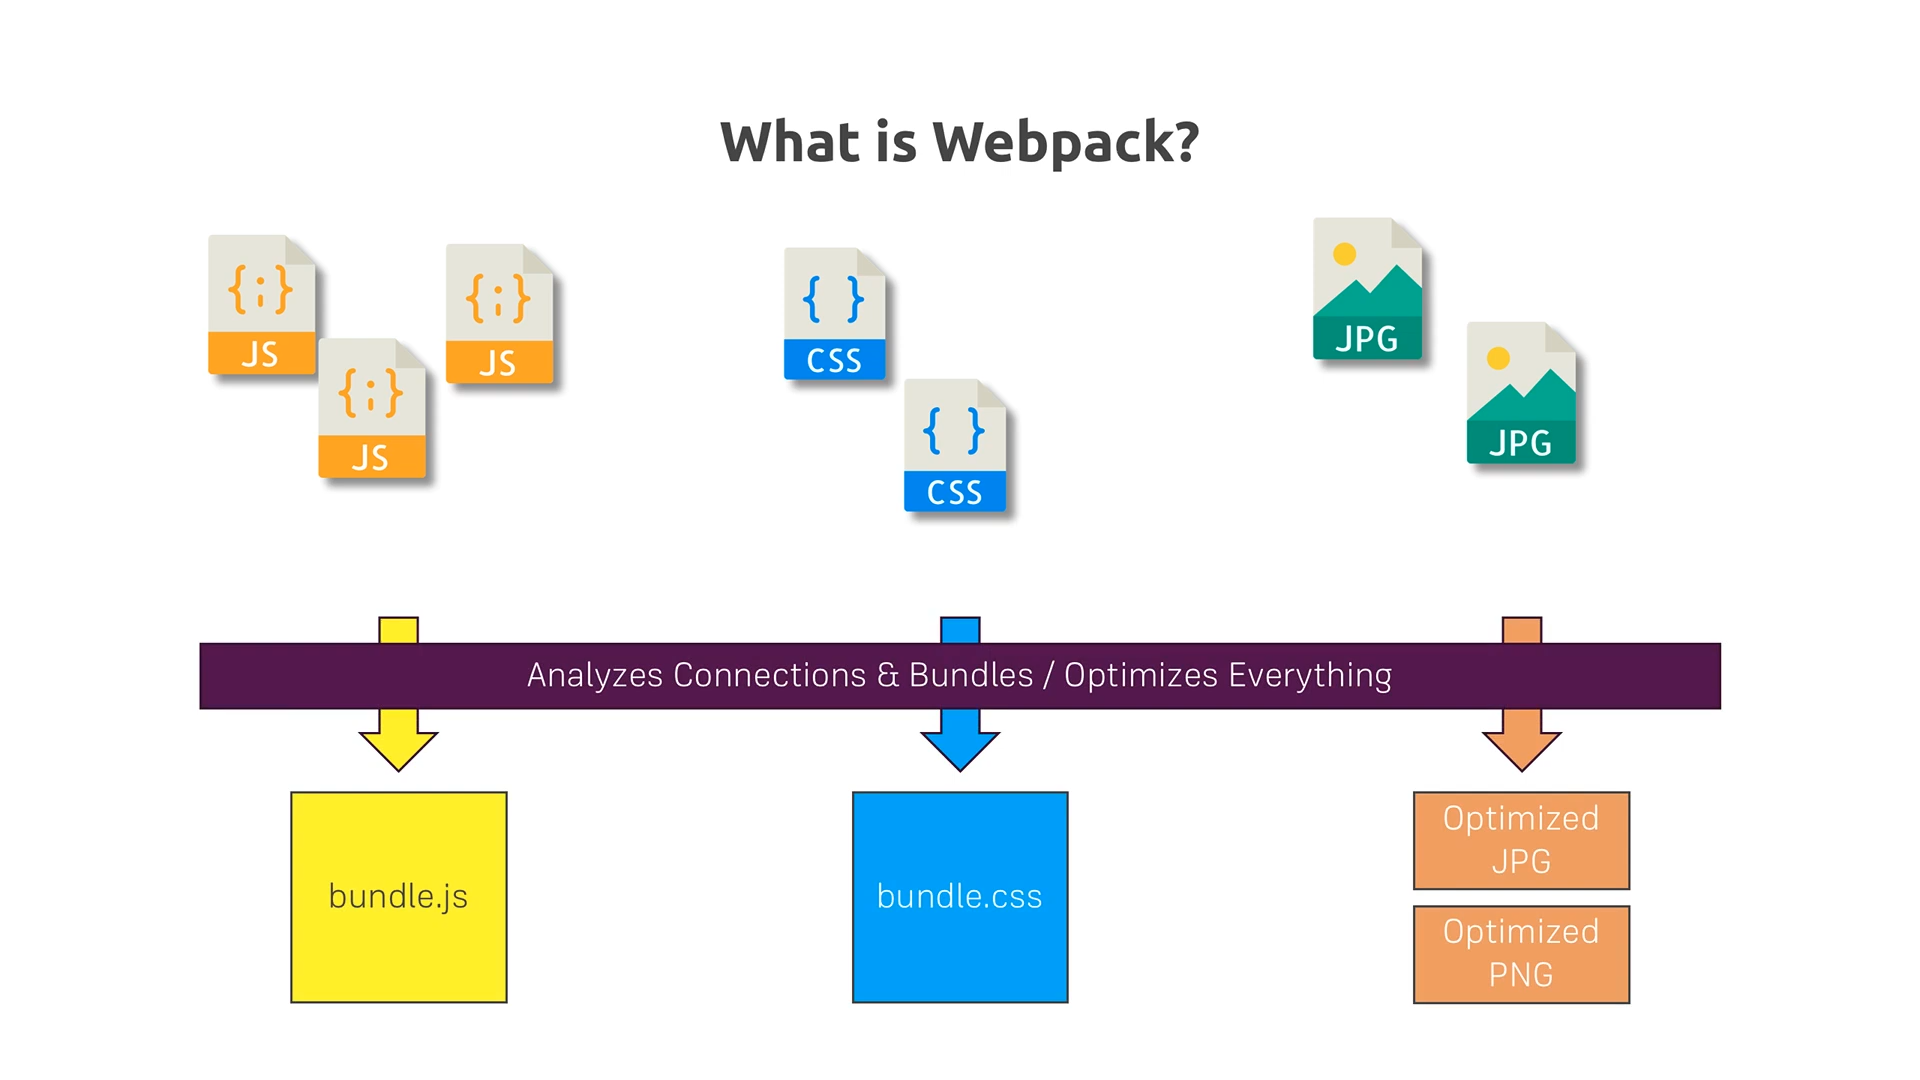 What is Webpack?
JS
JS
JS
CSS
CSS
JPG
JPG
Analyzes Connections & Bundles / Optimizes Everything
bundle.js
bundle.css
Optimized
JPG
Optimized
PNG